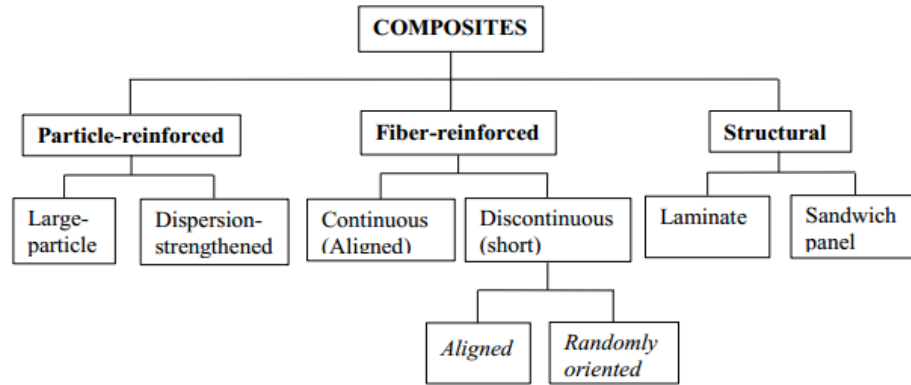 COMPOSITES
Particle-reinforced
Fiber-reinforced
Structural
Large-
particle
Dispersion-
strengthened
Continuous
(Aligned)
Discontinuous
(short)
Laminate
Sandwich
panel
Aligned
Randomly
oriented